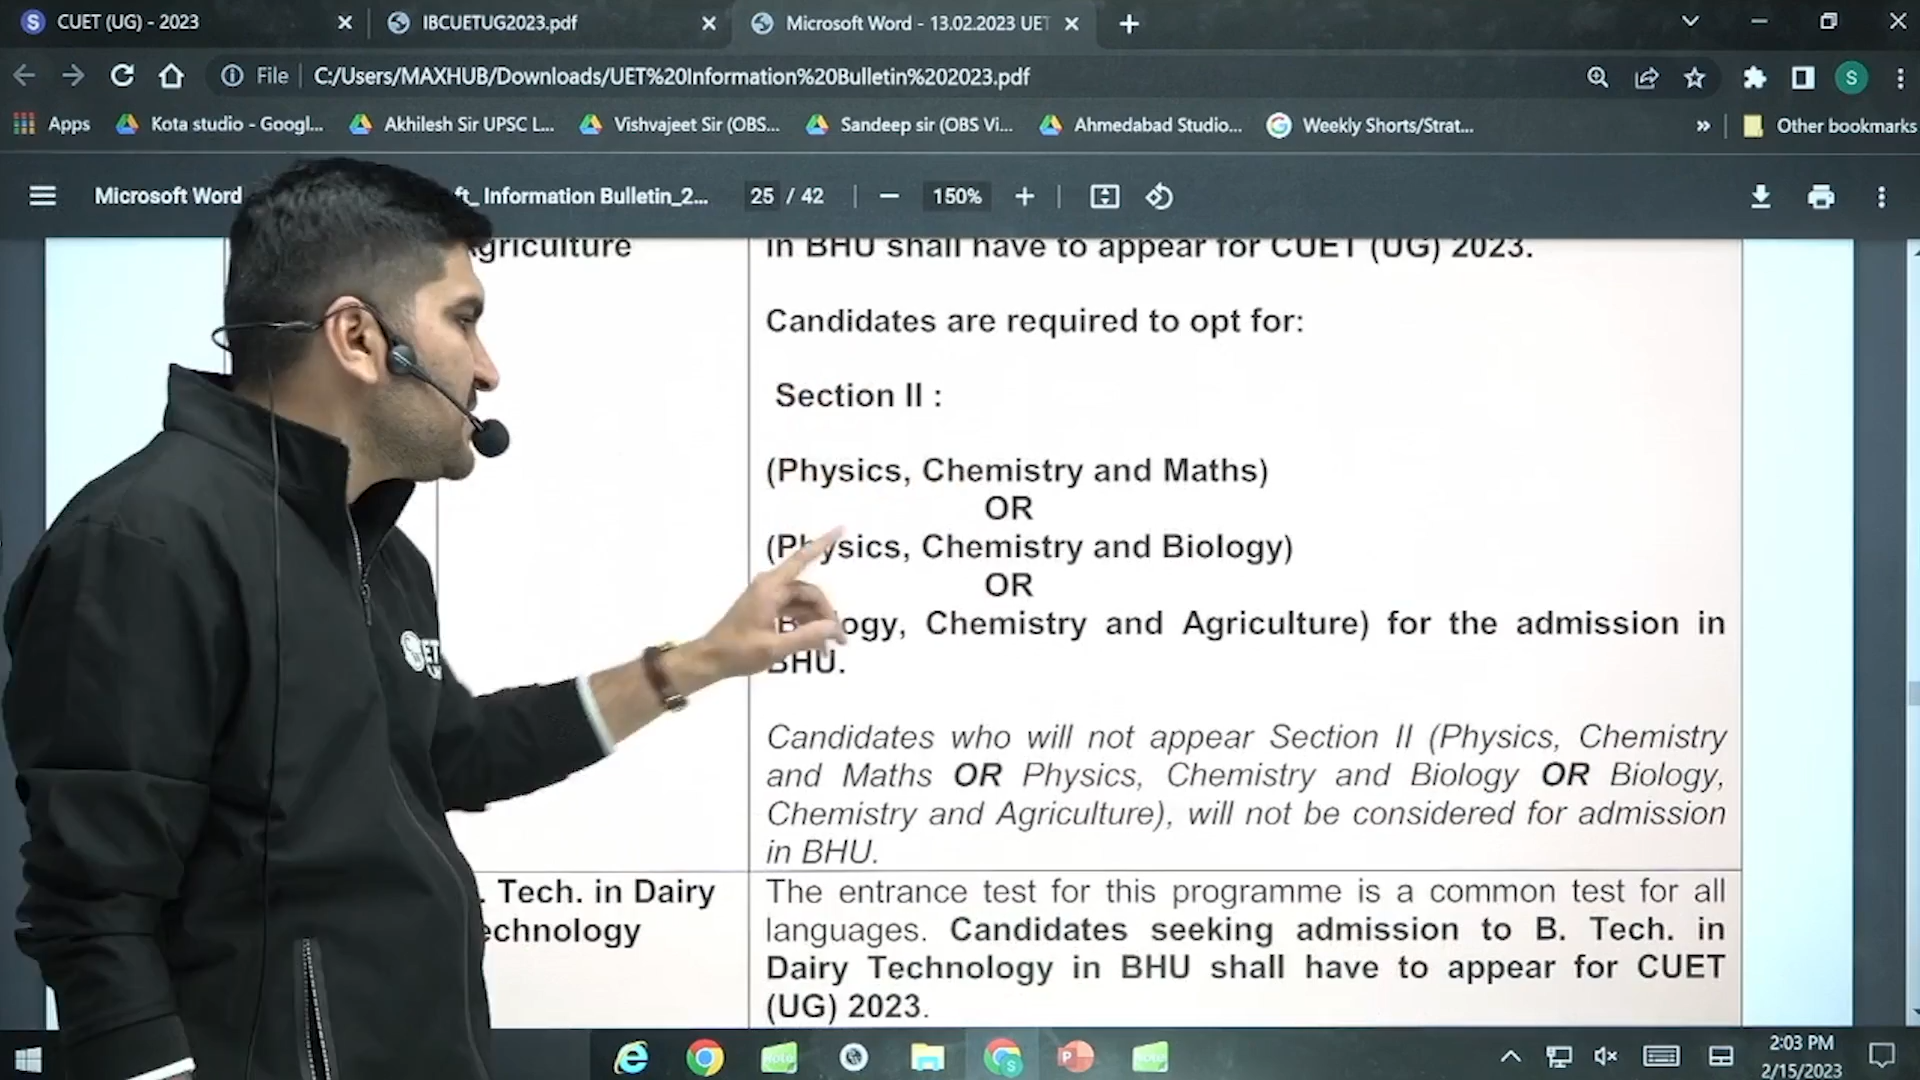 CUET (UG) - 2023
IBCUETUG2023.pdf
Microsoft Word - 13.02.2023 UET
File
C:/Users/MAXHUB/Downloads/UET%20Information%20Bulletin%202023.pdf
S
Apps
Kota studio - Googl...
Akhilesh Sir UPSC L...
Vishvajeet Sir (OBS...
Sandeep sir (OBS Vi...
Ahmedabad Studio...
Weekly Shorts/Strat...
Other bookmarks
Microsoft Word
Information Bulletin_2...
25 / 42
150%
in BHU shall have to appear for CUET (UG) 2023.
Candidates are required to opt for:
Section II :
(Physics, Chemistry and Maths)
OR
(Physics, Chemistry and Biology)
OR
Chemistry and Agriculture) for the admission in
BHU.
Candidates who will not appear Section II (Physics, Chemistry
and Maths OR Physics, Chemistry and Biology OR Biology,
Chemistry and Agriculture), will not be considered for admission
in BHU.
. Tech. in Dairy
echnology
The entrance test for this programme is a common test for all
languages. Candidates seeking admission to B. Tech. in
Dairy Technology in BHU shall have to appear for CUET
(UG) 2023.
2:03 PM
2/15/2023